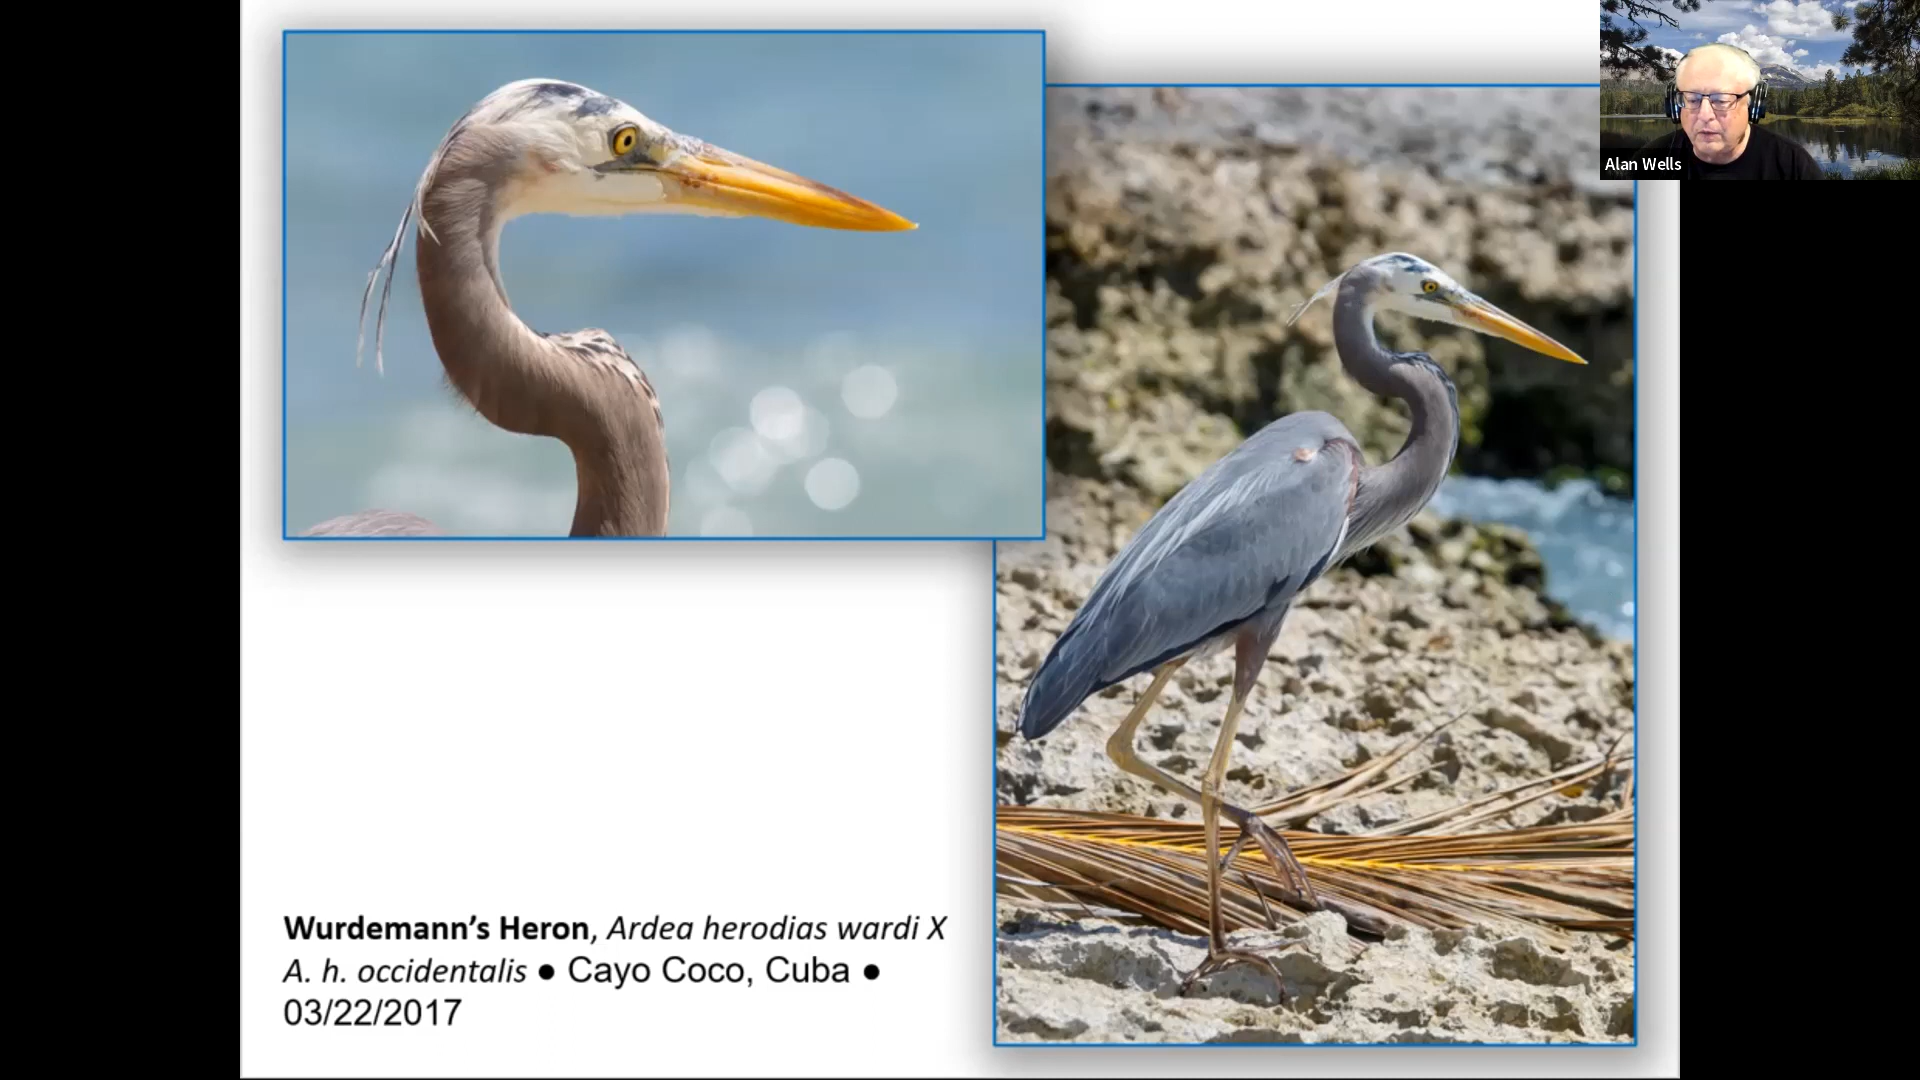 Alan Wells
Wurdemann’s Heron, Ardea herodias wardi X
A. h. occidentalis ● Cayo Coco, Cuba ●
03/22/2017